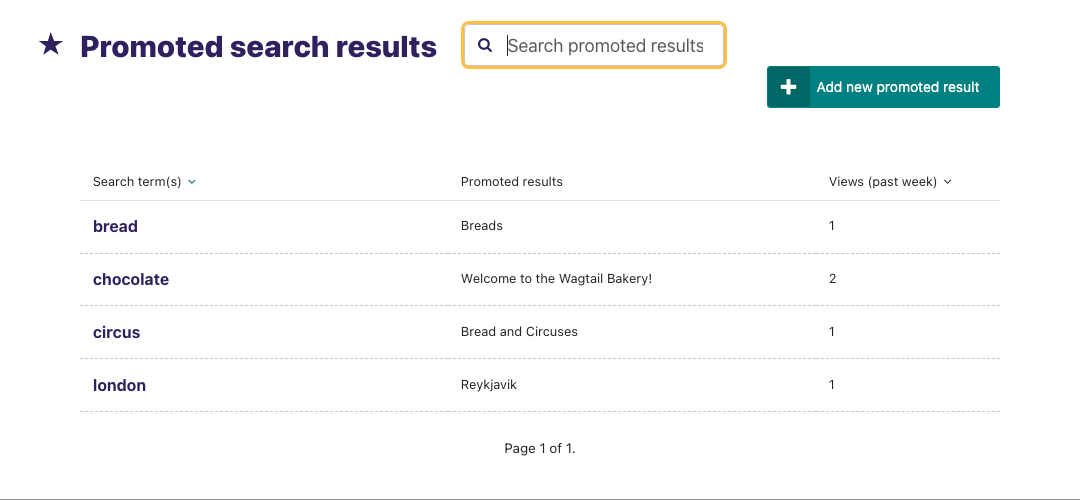 Promoted search results
Search promoted results
Add new promoted result
Search term(s) Promoted results Views (past week)
bread Breads 1
chocolate Welcome to the Wagtail Bakery! 2
circus Bread and Circuses 1
london Reykjavik 1
Page 1 of 1.